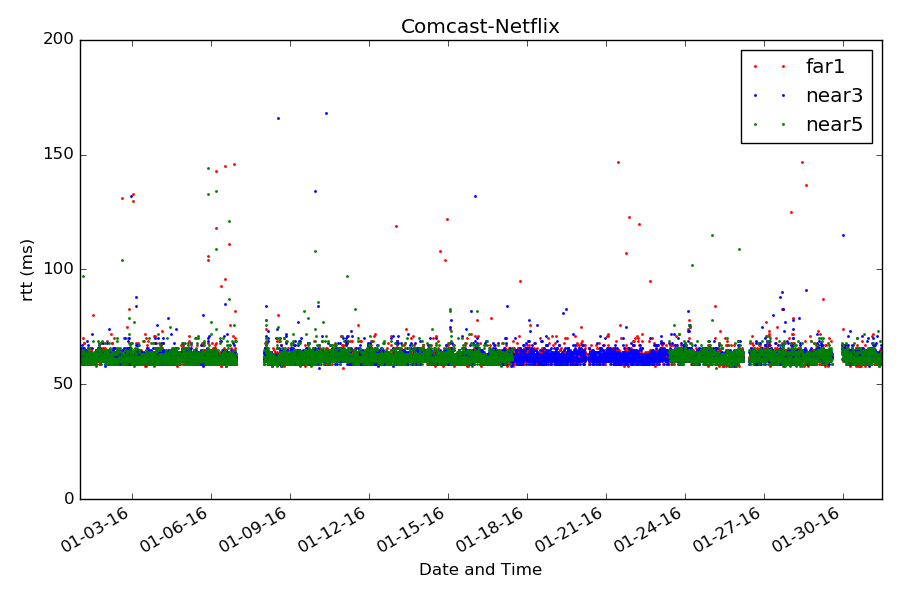 Comcast-Netflix
200
150
100
50
0
rtt (ms)
far1
near3
near5
01-03-16
01-06-16
01-09-16
01-12-16
01-15-16
01-18-16
01-21-16
01-24-16
01-27-16
01-30-16
Date and Time